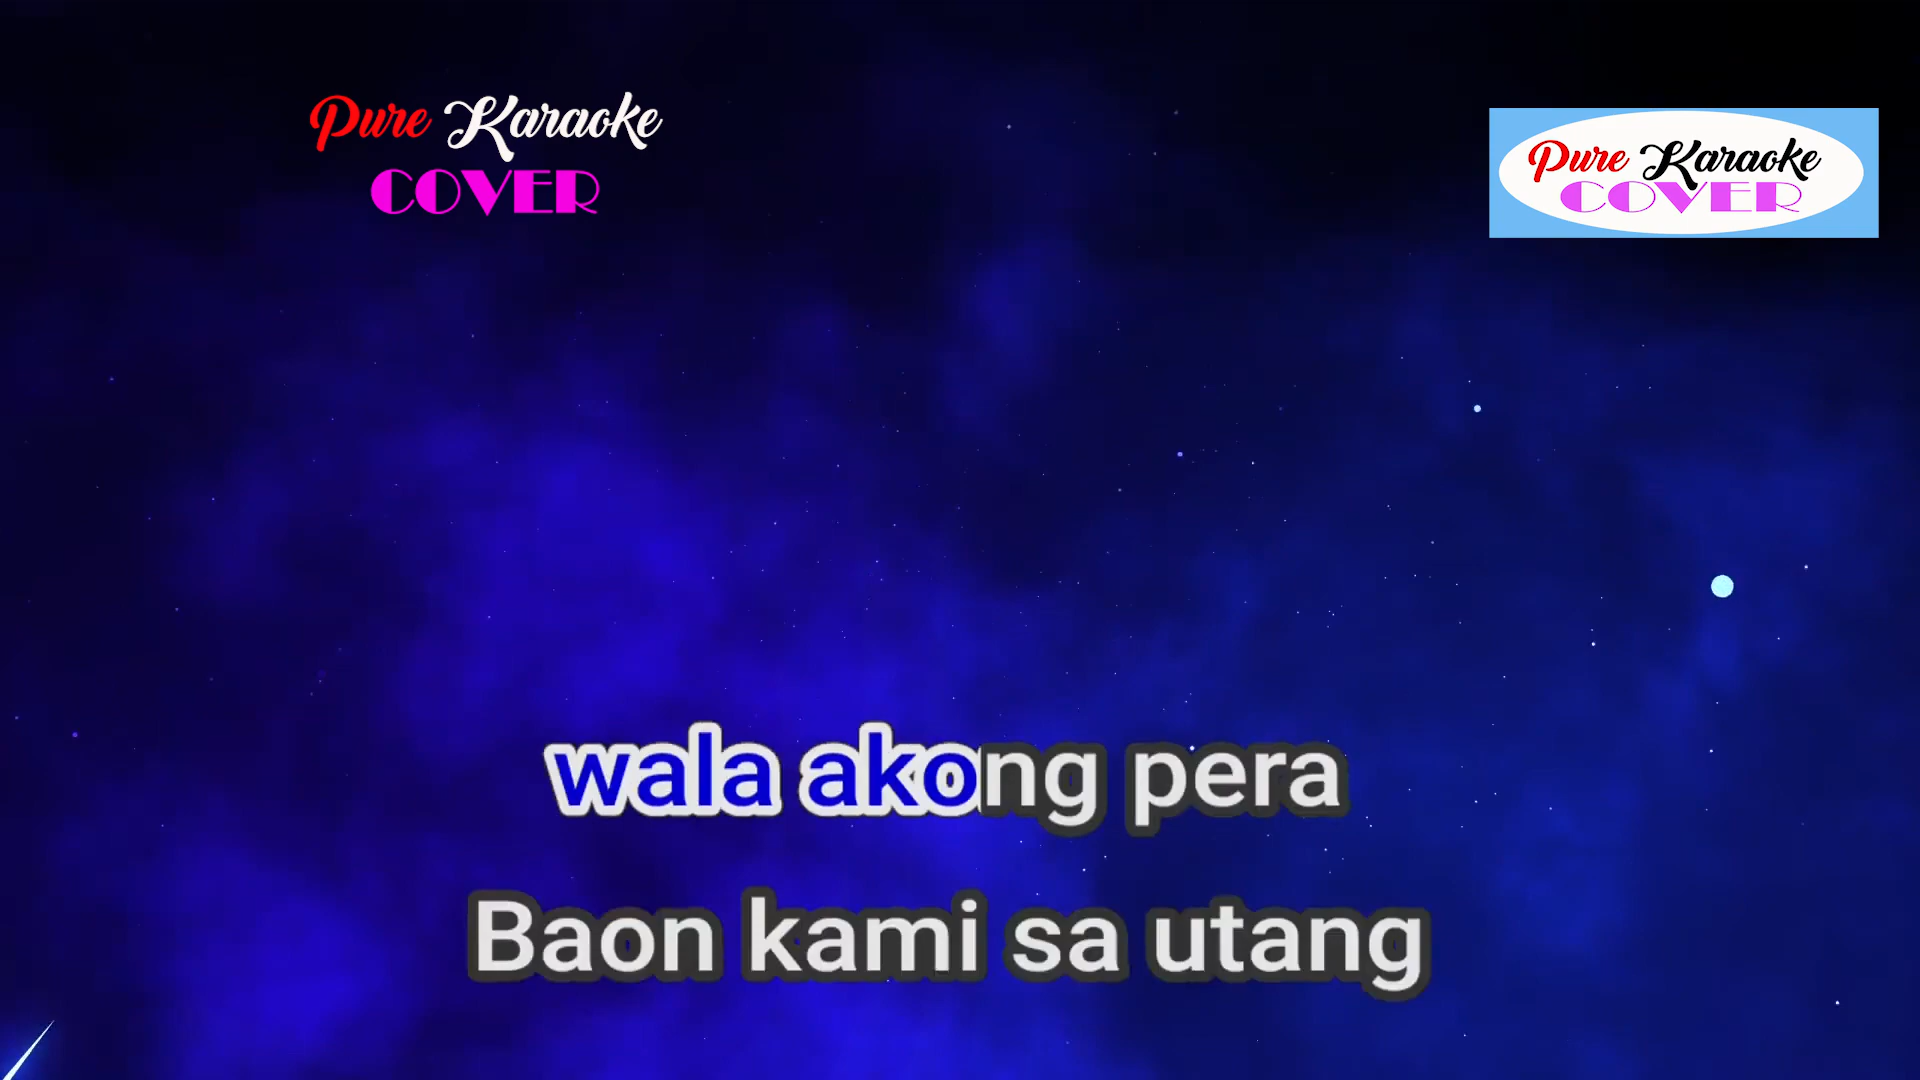 Pure Karaoke
COVER
Pure Karaoke
COVER
wala akong pera
Baon kami sa utang